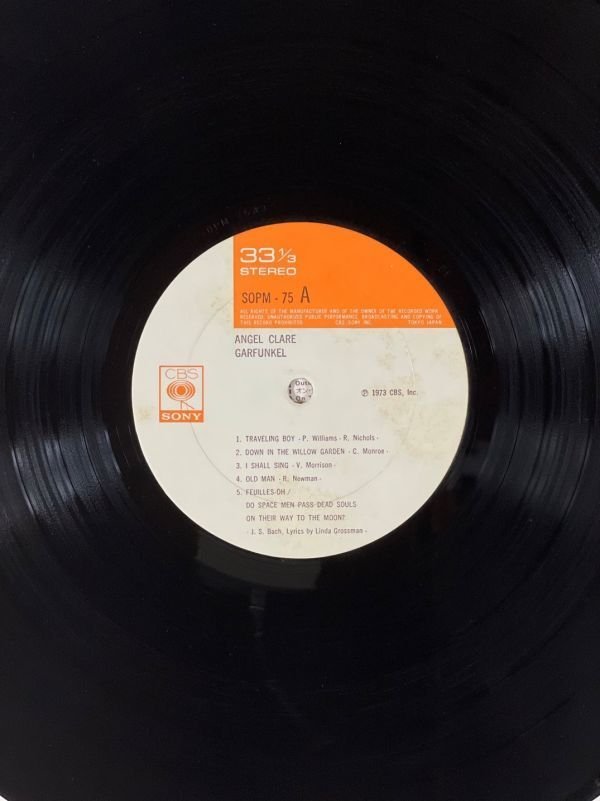 33 1/3
STEREO
SOPM - 75 A
ALL RIGHTS OF THE MANUFACTURER AND OF THE OWNER OF THE RECORDED WORK
RESERVED. UNAUTHORIZED PUBLIC PERFORMANCE, BROADCASTING AND COPYING OF
THIS RECORD PROHIBITED. CBS SONY INC. TOKYO JAPAN
ANGEL CLARE
GARFUNKEL
CBS
SONY
℗ 1973 CBS, Inc.
1. TRAVELING BOY - P. Williams - R. Nichols -
2. DOWN IN THE WILLOW GARDEN - C. Monroe -
3. I SHALL SING - V. Morrison -
4. OLD MAN - R. Newman -
5. FEUILLES-OH /
DO SPACE MEN-PASS-DEAD SOULS
ON THEIR WAY TO THE MOON?
- J. S. Bach, Lyrics by Linda Grossman -